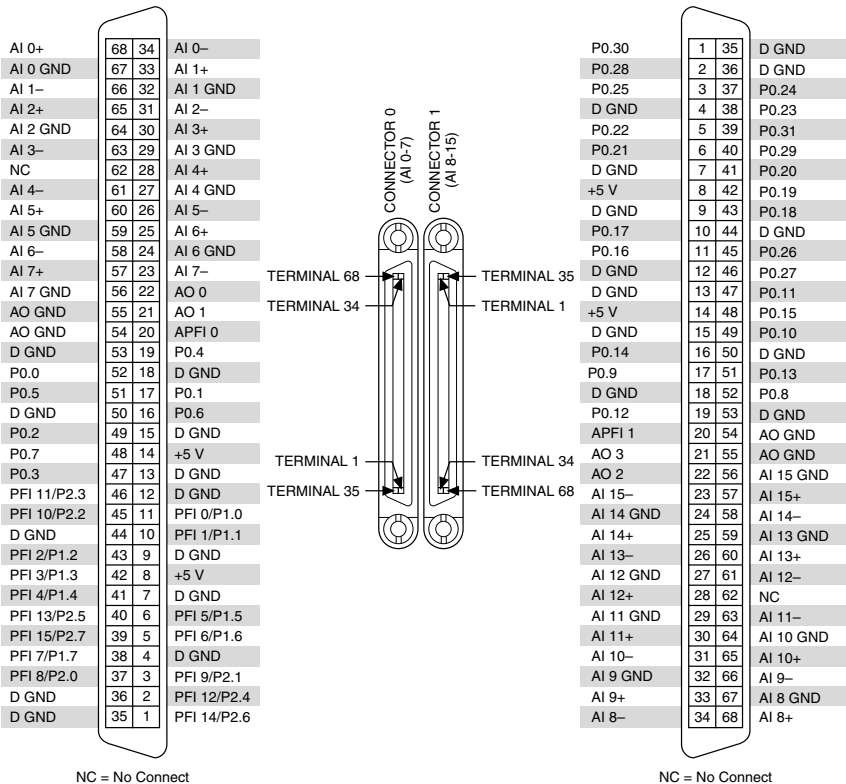 AI 0+ 68 34 AI 0–
AI 0 GND 67 33 AI 1+
AI 1– 66 32 AI 1 GND
AI 2+ 65 31 AI 2–
AI 2 GND 64 30 AI 3+
AI 3– 63 29 AI 3 GND
NC 62 28 AI 4+
AI 4– 61 27 AI 4 GND
AI 5+ 60 26 AI 5–
AI 5 GND 59 25 AI 6+
AI 6– 58 24 AI 6 GND
AI 7+ 57 23 AI 7–
AI 7 GND 56 22 AO 0
AO GND 55 21 AO 1
AO GND 54 20 APFI 0
D GND 53 19 P0.4
P0.0 52 18 D GND
P0.5 51 17 P0.1
D GND 50 16 P0.6
P0.2 49 15 D GND
P0.7 48 14 +5 V
P0.3 47 13 D GND
PFI 11/P2.3 46 12 D GND
PFI 10/P2.2 45 11 PFI 0/P1.0
D GND 44 10 PFI 1/P1.1
PFI 2/P1.2 43 9 D GND
PFI 3/P1.3 42 8 +5 V
PFI 4/P1.4 41 7 D GND
PFI 13/P2.5 40 6 PFI 5/P1.5
PFI 15/P2.7 39 5 PFI 6/P1.6
PFI 7/P1.7 38 4 D GND
PFI 8/P2.0 37 3 PFI 9/P2.1
D GND 36 2 PFI 12/P2.4
D GND 35 1 PFI 14/P2.6
NC = No Connect
CONNECTOR 0
(AI 0-7)
CONNECTOR 1
(AI 8-15)
TERMINAL 68
TERMINAL 35
TERMINAL 34
TERMINAL 1
TERMINAL 1
TERMINAL 34
TERMINAL 35
TERMINAL 68
P0.30 1 35 D GND
P0.28 2 36 D GND
P0.25 3 37 P0.24
D GND 4 38 P0.23
P0.22 5 39 P0.31
P0.21 6 40 P0.29
D GND 7 41 P0.20
+5 V 8 42 P0.19
D GND 9 43 P0.18
P0.17 10 44 D GND
P0.16 11 45 P0.26
D GND 12 46 P0.27
D GND 13 47 P0.11
+5 V 14 48 P0.15
D GND 15 49 P0.10
P0.14 16 50 D GND
P0.9 17 51 P0.13
D GND 18 52 P0.8
P0.12 19 53 D GND
APFI 1 20 54 AO GND
AO 3 21 55 AO GND
AO 2 22 56 AI 15 GND
AI 15– 23 57 AI 15+
AI 14 GND 24 58 AI 14–
AI 14+ 25 59 AI 13 GND
AI 13– 26 60 AI 13+
AI 12 GND 27 61 AI 12–
AI 12+ 28 62 NC
AI 11 GND 29 63 AI 11–
AI 11+ 30 64 AI 10 GND
AI 10– 31 65 AI 10+
AI 9 GND 32 66 AI 9–
AI 9+ 33 67 AI 8 GND
AI 8– 34 68 AI 8+
NC = No Connect